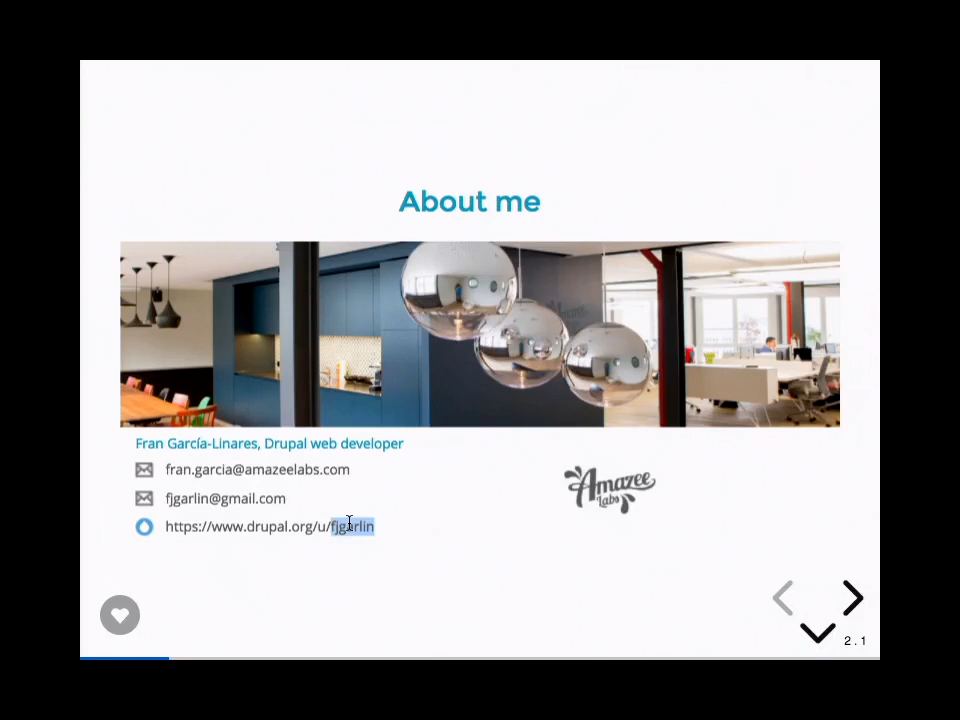 About me
Fran García-Linares, Drupal web developer
fran.garcia@amazeelabs.com
fjgarlin@gmail.com
https://www.drupal.org/u/fjgarlin
Amazee
Labs
2.1